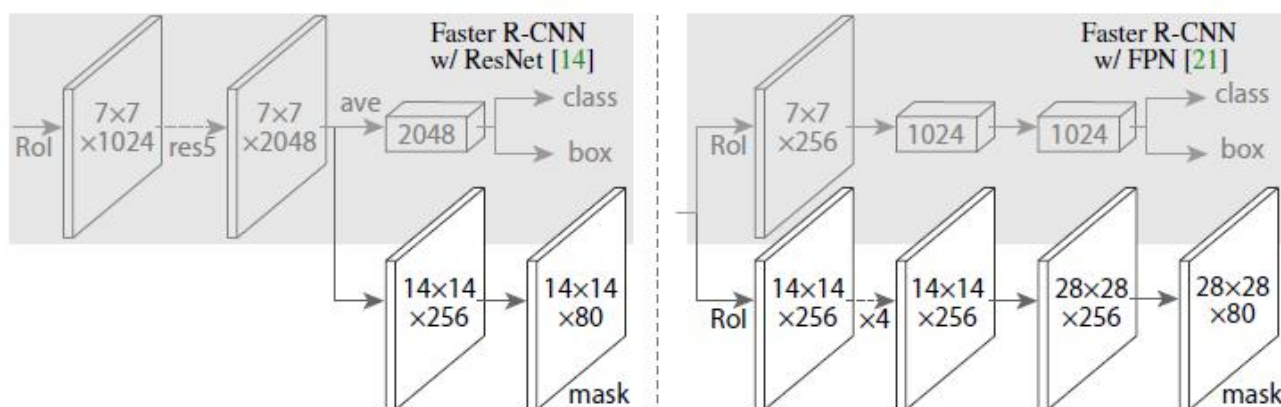 Faster R-CNN
w/ ResNet [14]
RoI
7×7
×1024
res5
7×7
×2048
ave
2048
class
box
14×14
×256
14×14
×80
mask
Faster R-CNN
w/ FPN [21]
RoI
7×7
×256
1024
1024
class
box
RoI
14×14
×256
×4
14×14
×256
28×28
×256
28×28
×80
mask